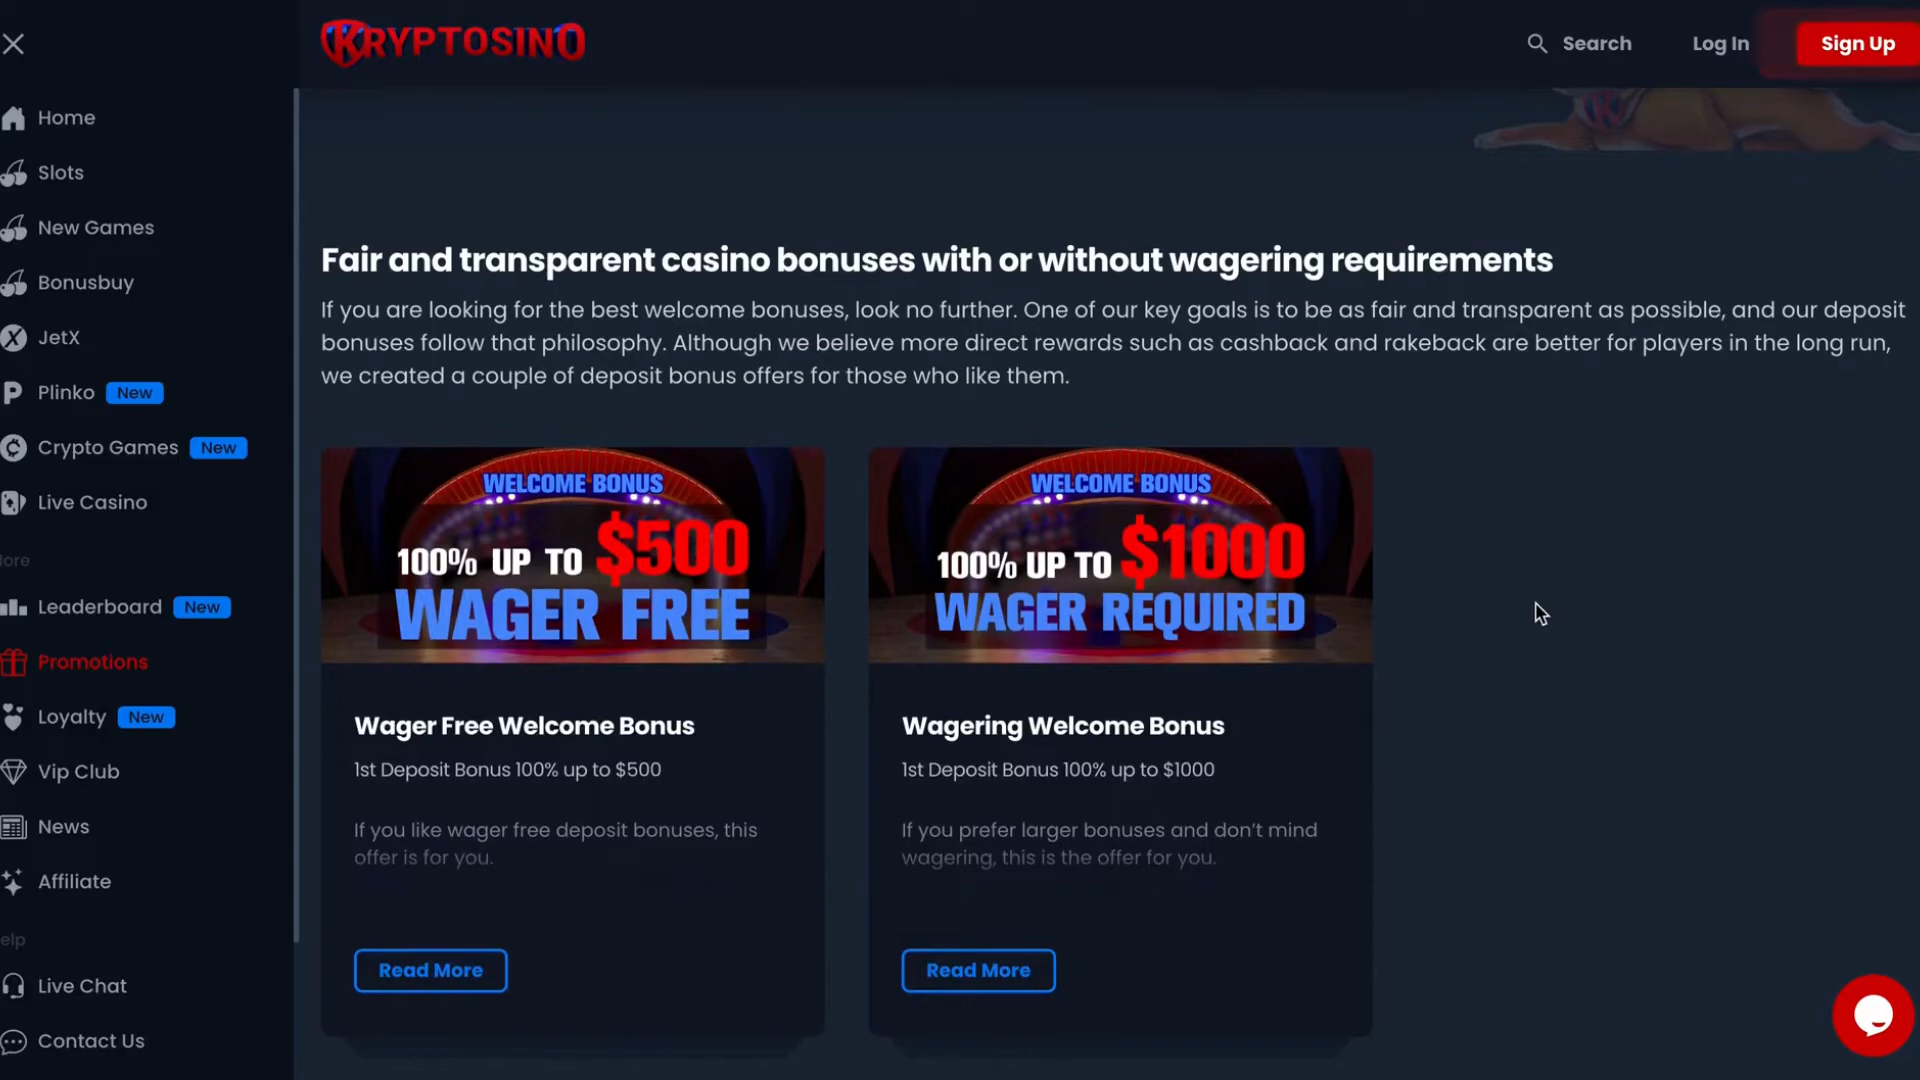 KRYPTOSINO
Search
Log In
Sign Up
Home
Slots
New Games
Bonusbuy
JetX
Plinko New
Crypto Games New
Live Casino
ore
Leaderboard New
Promotions
Loyalty New
Vip Club
News
Affiliate
elp
Live Chat
Contact Us
Fair and transparent casino bonuses with or without wagering requirements
If you are looking for the best welcome bonuses, look no further. One of our key goals is to be as fair and transparent as possible, and our deposit
bonuses follow that philosophy. Although we believe more direct rewards such as cashback and rakeback are better for players in the long run,
we created a couple of deposit bonus offers for those who like them.
WELCOME BONUS
100% UP TO $500
WAGER FREE
Wager Free Welcome Bonus
1st Deposit Bonus 100% up to $500
If you like wager free deposit bonuses, this
offer is for you.
Read More
WELCOME BONUS
100% UP TO $1000
WAGER REQUIRED
Wagering Welcome Bonus
1st Deposit Bonus 100% up to $1000
If you prefer larger bonuses and don't mind
wagering, this is the offer for you.
Read More